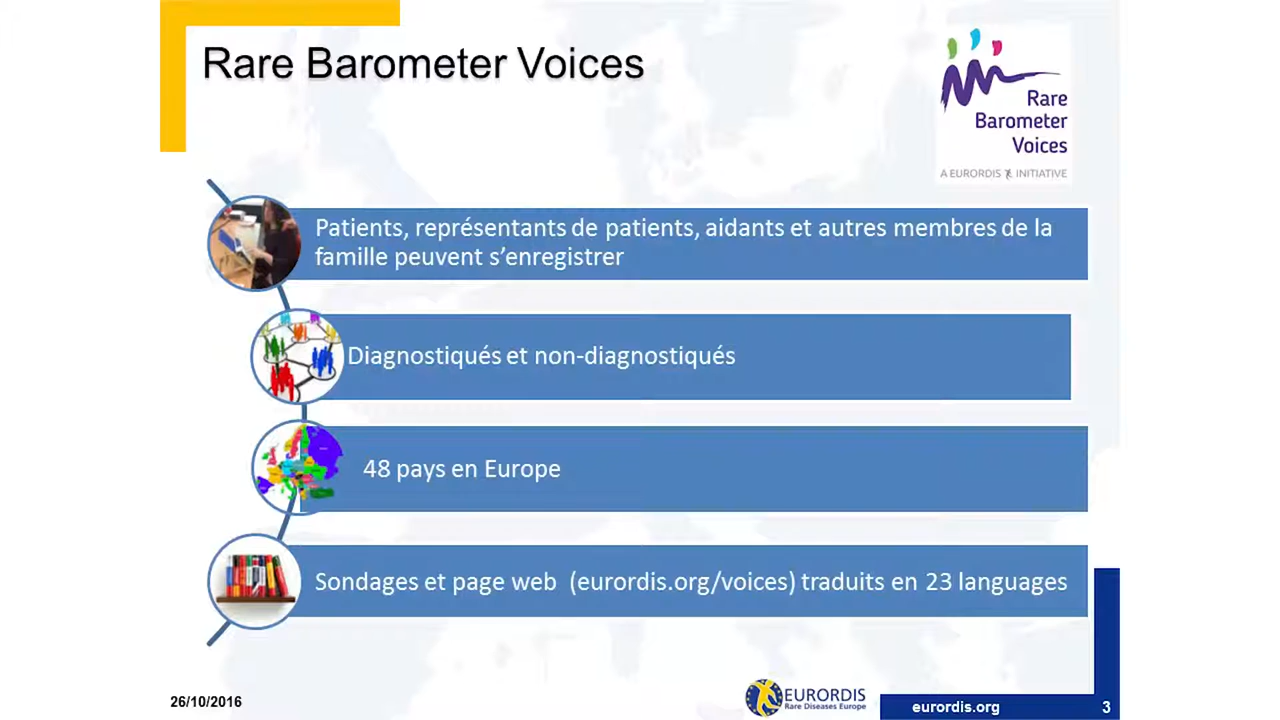 Rare Barometer Voices
Rare
Barometer
Voices
A EURORDIS INITIATIVE
Patients, représentants de patients, aidants et autres membres de la
famille peuvent s’enregistrer
Diagnostiqués et non-diagnostiqués
48 pays en Europe
Sondages et page web (eurordis.org/voices) traduits en 23 languages
26/10/2016
EURORDIS
Rare Diseases Europe
eurordis.org
3